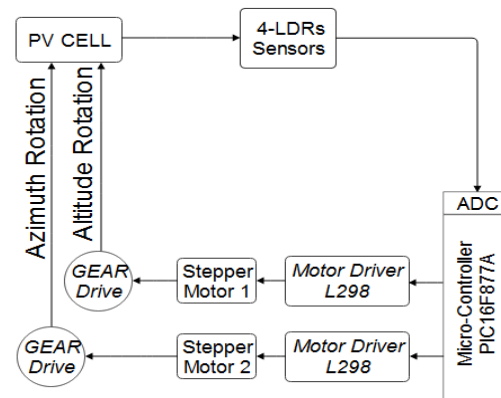 PV CELL
4-LDRs
Sensors
Azimuth Rotation
Altitude Rotation
ADC
Micro-Controller
PIC16F877A
GEAR
Drive
Stepper
Motor 1
Motor Driver
L298
GEAR
Drive
Stepper
Motor 2
Motor Driver
L298